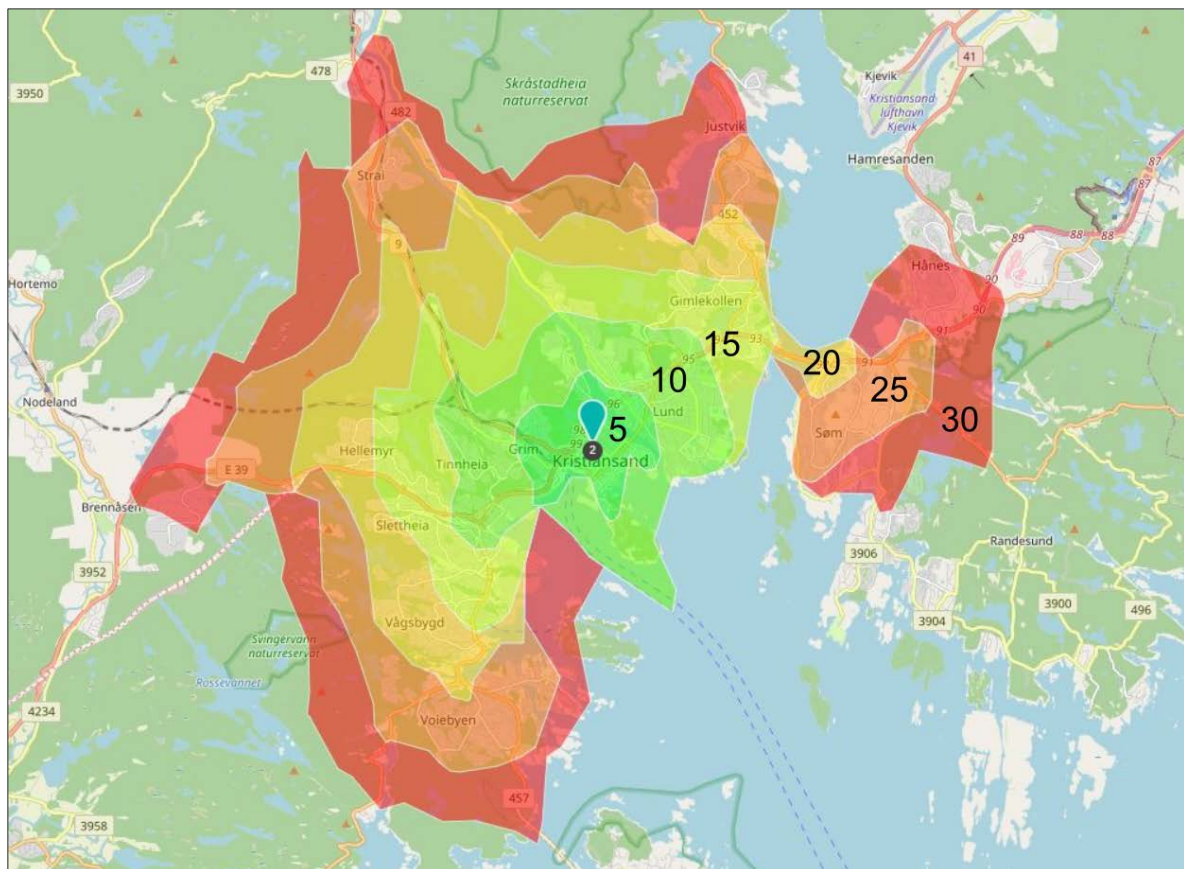 41
478
Skråstadheia
naturreservat
3950
Kjevik
Kristiansand
lufthavn
Kjevik
482
Justvik
Hamresanden
87
87
Strai
452
88
88
89
9
Hånes
90
Hortemo
Gimlekollen
90
15
93
91
20
91
95
10
25
Nodeland
96
5
Lund
30
98
Søm
99
Grim
2
Kristiansand
Hellemyr
Tinnheia
E 39
Brennåsen
Slettheia
3952
3906
Randesund
3900
496
3904
Vågsbygd
Svingervann
naturreservat
Rossevannet
4234
Voiebyen
457
3958